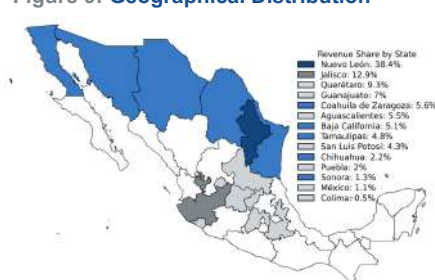 Figure 9: Geographical Distribution
Revenue Share by State
Nuevo León: 38.4%
Jalisco: 12.9%
Querétaro: 9.3%
Guanajuato: 7%
Coahuila de Zaragoza: 5.6%
Aguascalientes: 5.5%
Baja California: 5.1%
Tamaulipas: 4.8%
San Luis Potosí: 4.3%
Chihuahua: 2.2%
Puebla: 2%
Sonora: 1.3%
México: 1.1%
Colima: 0.5%